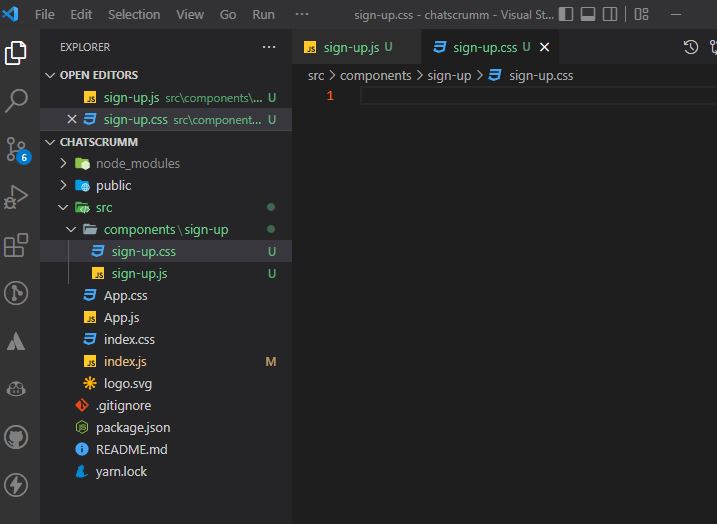 File Edit Selection View Go Run ··· sign-up.css - chatscrumm - Visual St...
EXPLORER ···
sign-up.js U
sign-up.css U
OPEN EDITORS
sign-up.js src\components\... U
sign-up.css src\component... U
src > components > sign-up > sign-up.css
1
CHATSCRUMM
node_modules
6
public
src
components\sign-up
sign-up.css U
JS sign-up.js U
App.css
JS App.js
index.css
JS index.js M
logo.svg
.gitignore
package.json
README.md
yarn.lock